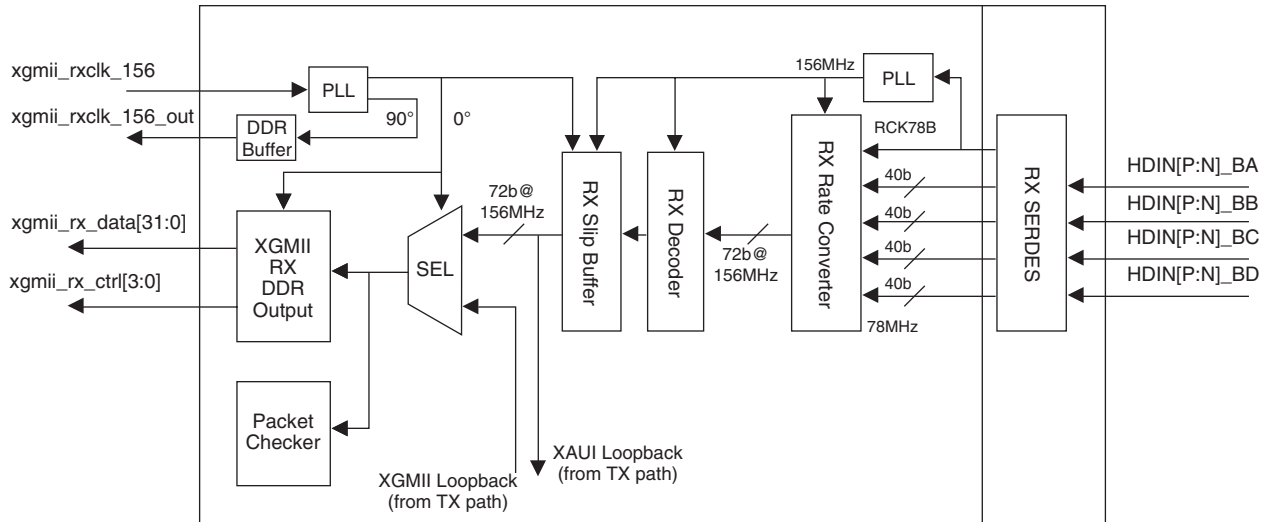 xgmii_rxclk_156
xgmii_rxclk_156_out
xgmii_rx_data[31:0]
xgmii_rx_ctrl[3:0]
PLL
90°
0°
DDR
Buffer
XGMII
RX
DDR
Output
Packet
Checker
SEL
72b@
156MHz
XGMII Loopback
(from TX path)
XAUI Loopback
(from TX path)
RX Slip Buffer
RX Decoder
72b@
156MHz
156MHz
PLL
RX Rate Converter
RCK78B
40b
40b
40b
40b
78MHz
RX SERDES
HDIN[P:N]_BA
HDIN[P:N]_BB
HDIN[P:N]_BC
HDIN[P:N]_BD